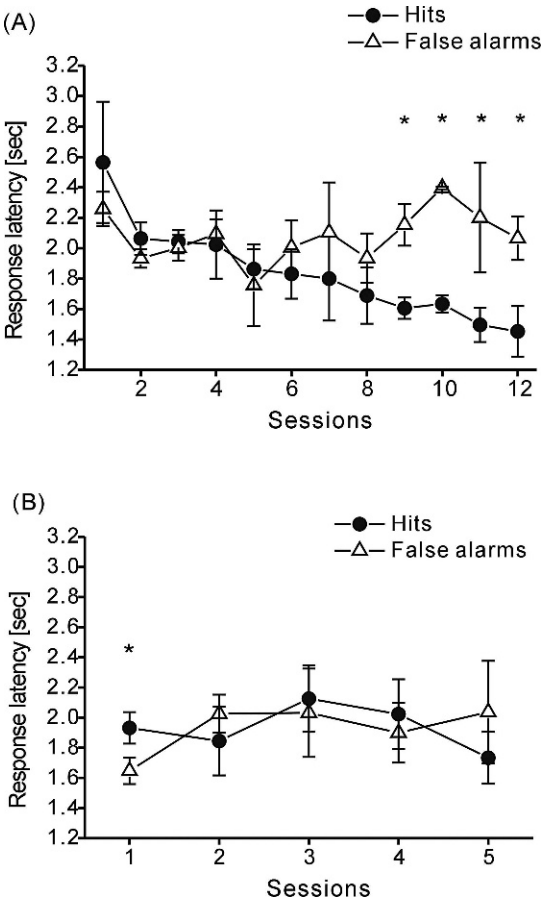 (A)
Hits
False alarms
3.2
3.0
2.8
2.6
2.4
2.2
2.0
1.8
1.6
1.4
1.2
Response latency [sec]
* * * *
2 4 6 8 10 12
Sessions
(B)
Hits
False alarms
3.2
3.0
2.8
2.6
2.4
2.2
2.0
1.8
1.6
1.4
1.2
Response latency [sec]
*
1 2 3 4 5
Sessions